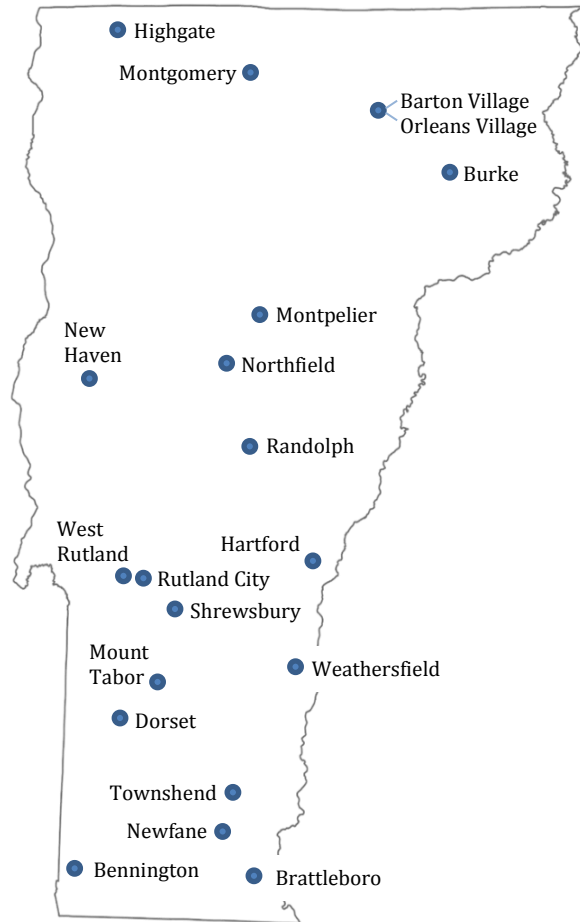 Highgate
Montgomery
Barton Village
Orleans Village
Burke
Montpelier
New
Haven
Northfield
Randolph
West
Rutland
Hartford
Rutland City
Shrewsbury
Mount
Tabor
Weathersfield
Dorset
Townshend
Newfane
Bennington
Brattleboro